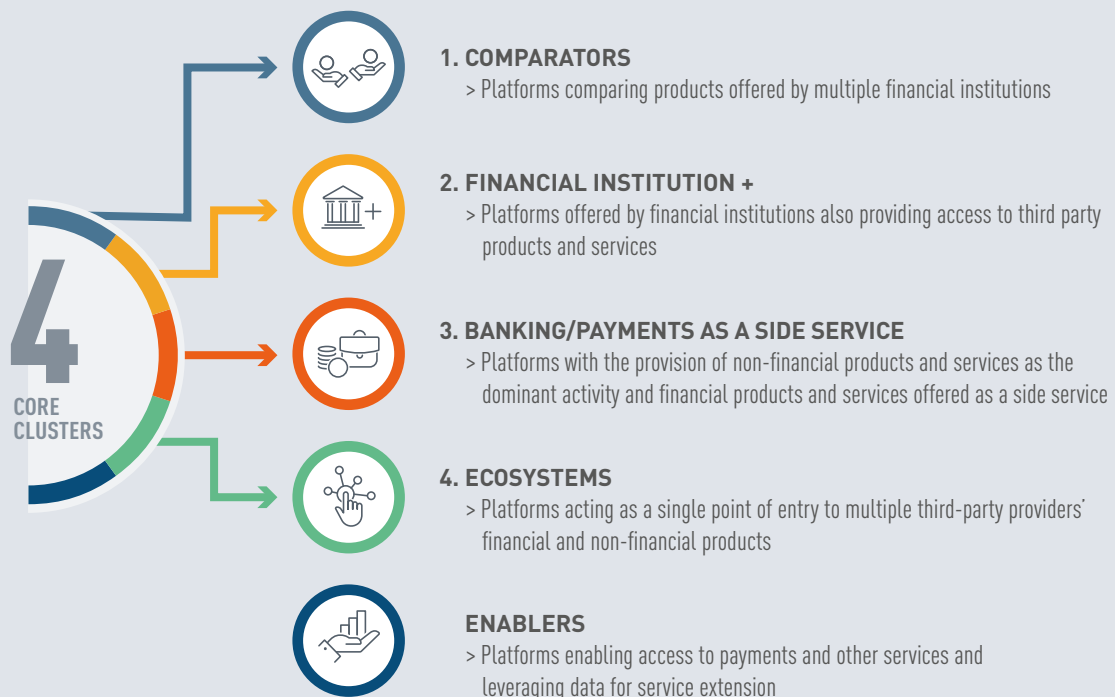 4
CORE
CLUSTERS
1. COMPARATORS
> Platforms comparing products offered by multiple financial institutions
2. FINANCIAL INSTITUTION +
> Platforms offered by financial institutions also providing access to third party
products and services
3. BANKING/PAYMENTS AS A SIDE SERVICE
> Platforms with the provision of non-financial products and services as the
dominant activity and financial products and services offered as a side service
4. ECOSYSTEMS
> Platforms acting as a single point of entry to multiple third-party providers'
financial and non-financial products
ENABLERS
> Platforms enabling access to payments and other services and
leveraging data for service extension